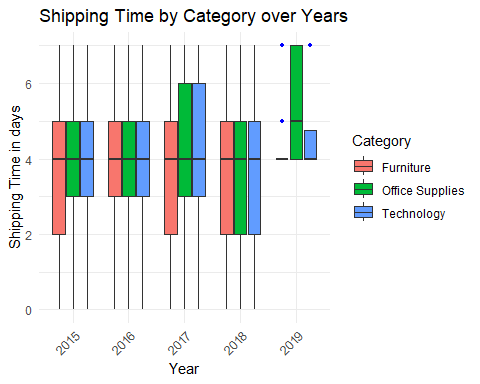 Shipping Time by Category over Years
Shipping Time in days
6
4
2
0
2015
2016
2017
2018
2019
Year
Category
Furniture
Office Supplies
Technology